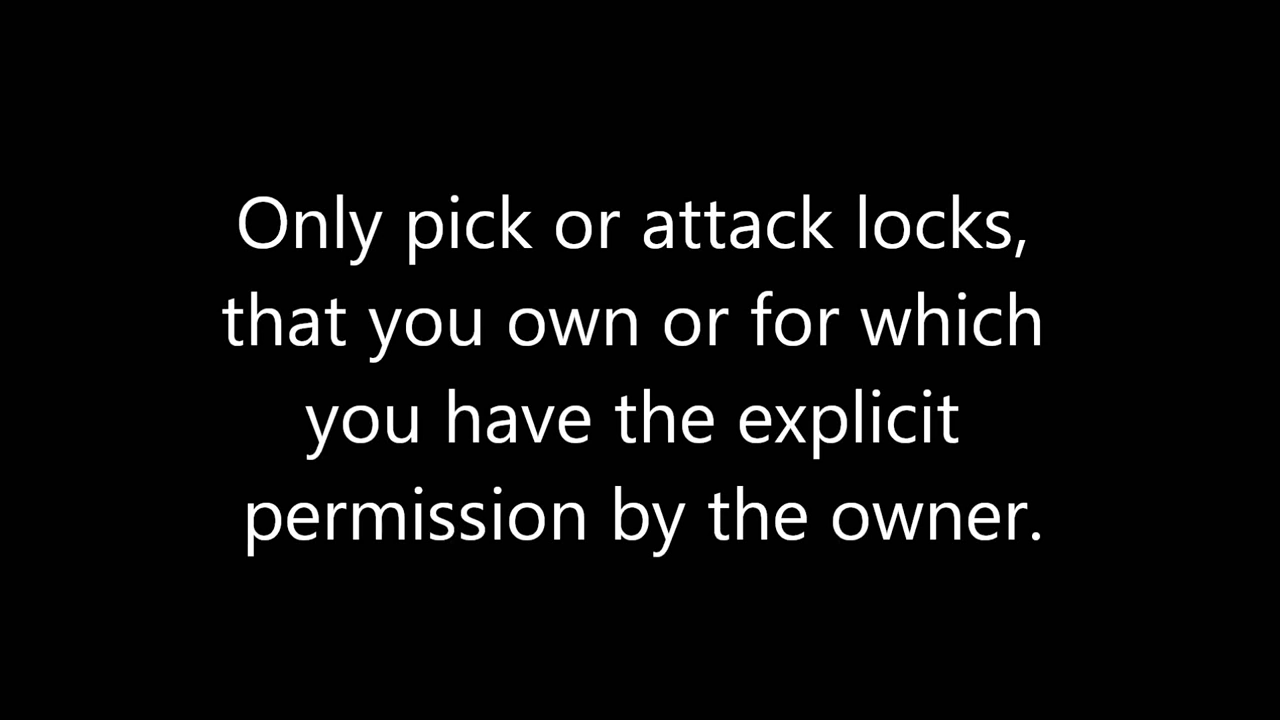 Only pick or attack locks,
that you own or for which
you have the explicit
permission by the owner.